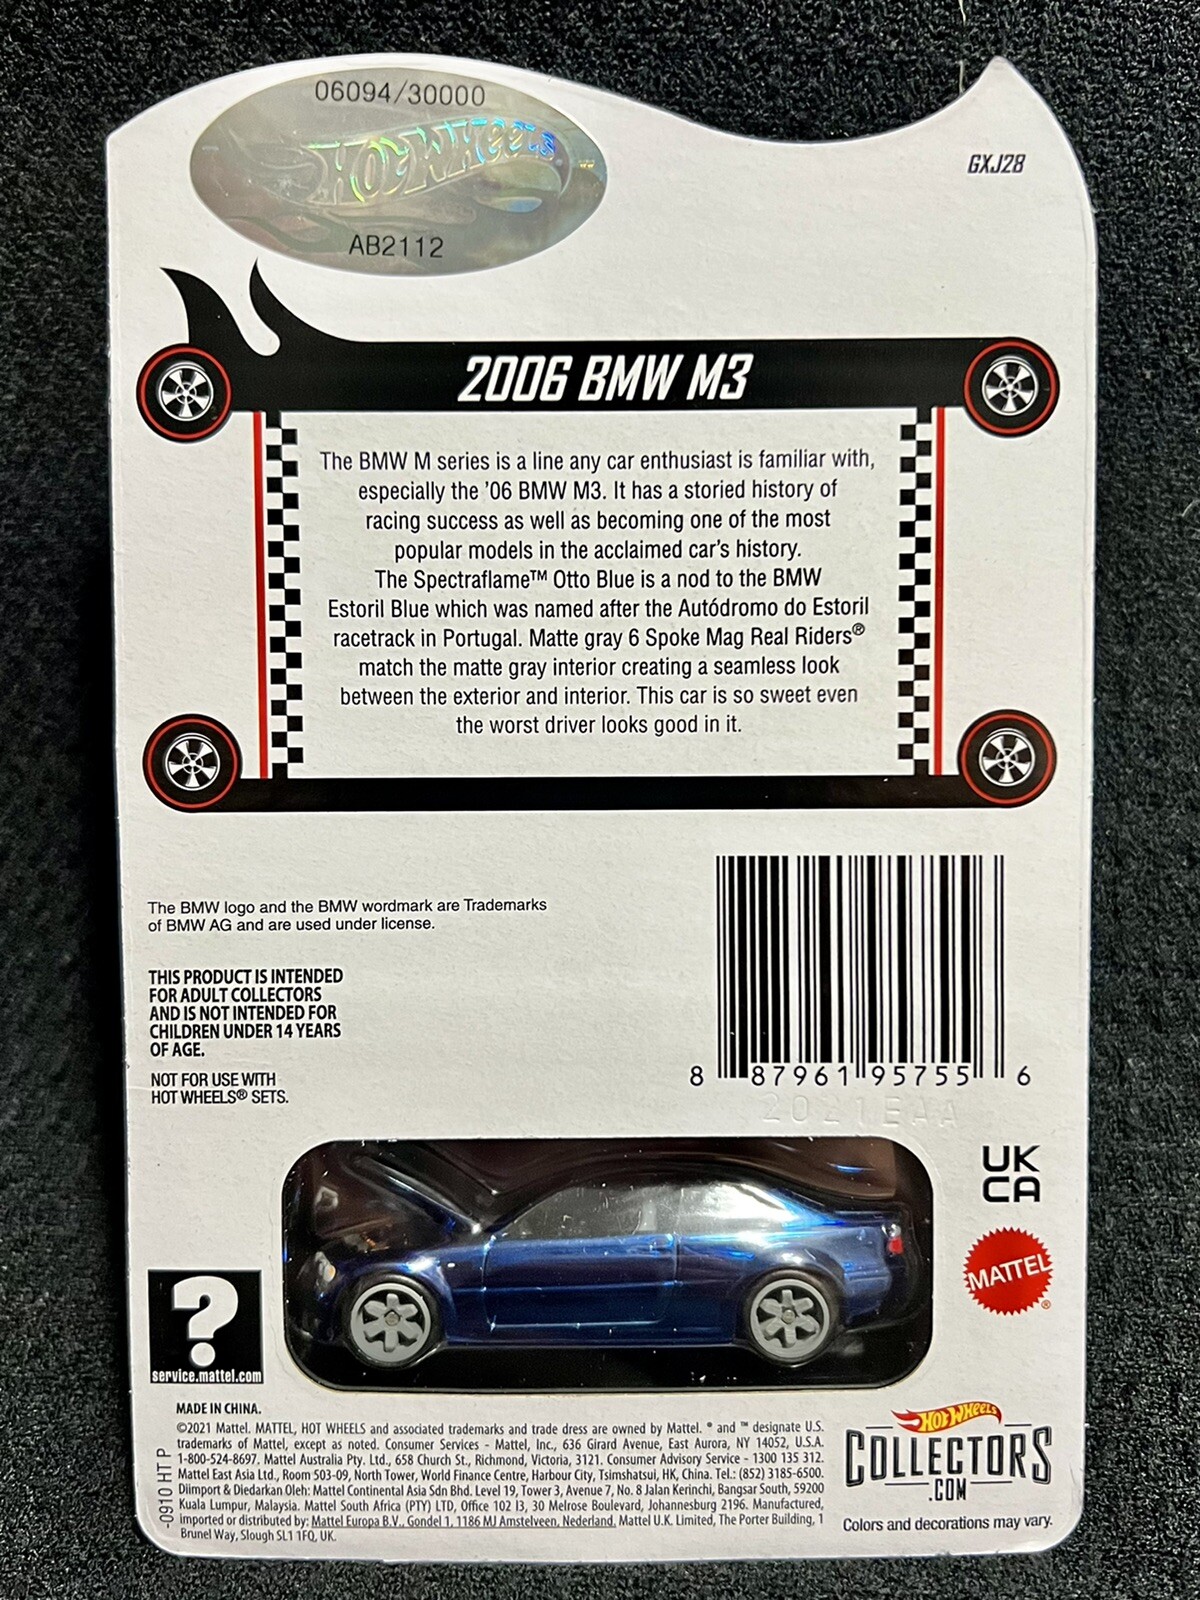 06094/30000
HOT WHEELS
™
AB2112
GXJ28
2006 BMW M3
The BMW M series is a line any car enthusiast is familiar with,
especially the '06 BMW M3. It has a storied history of
racing success as well as becoming one of the most
popular models in the acclaimed car's history.
The Spectraflame™ Otto Blue is a nod to the BMW
Estoril Blue which was named after the Autódromo do Estoril
racetrack in Portugal. Matte gray 6 Spoke Mag Real Riders®
match the matte gray interior creating a seamless look
between the exterior and interior. This car is so sweet even
the worst driver looks good in it.
The BMW logo and the BMW wordmark are Trademarks
of BMW AG and are used under license.
THIS PRODUCT IS INTENDED
FOR ADULT COLLECTORS
AND IS NOT INTENDED FOR
CHILDREN UNDER 14 YEARS
OF AGE.
NOT FOR USE WITH
HOT WHEELS® SETS.
8 87961 95755 6
2021EAA
UK
CA
MATTEL®
?
service.mattel.com
MADE IN CHINA.
©2021 Mattel. MATTEL, HOT WHEELS and associated trademarks and trade dress are owned by Mattel. ® and ™ designate U.S.
trademarks of Mattel, except as noted. Consumer Services - Mattel, Inc., 636 Girard Avenue, East Aurora, NY 14052, U.S.A.
1-800-524-8697. Mattel Australia Pty. Ltd., 658 Church St., Richmond, Victoria, 3121. Consumer Advisory Service - 1300 135 312.
Mattel East Asia Ltd., Room 503-09, North Tower, World Finance Centre, Harbour City, Tsimshatsui, HK, China. Tel.: (852) 3185-6500.
Diimport & Diedarkan Oleh: Mattel Continental Asia Sdn Bhd. Level 19, Tower 3, Avenue 7, No. 8 Jalan Kerinchi, Bangsar South, 59200
Kuala Lumpur, Malaysia. Mattel South Africa (PTY) LTD, Office 102 I3, 30 Melrose Boulevard, Johannesburg 2196. Manufactured,
imported or distributed by: Mattel Europa B.V., Gondel 1, 1186 MJ Amstelveen, Nederland. Mattel U.K. Limited, The Porter Building, 1
Brunel Way, Slough SL1 1FQ, UK.
-0910 HT P
HOT WHEELS
COLLECTORS
.COM
Colors and decorations may vary.